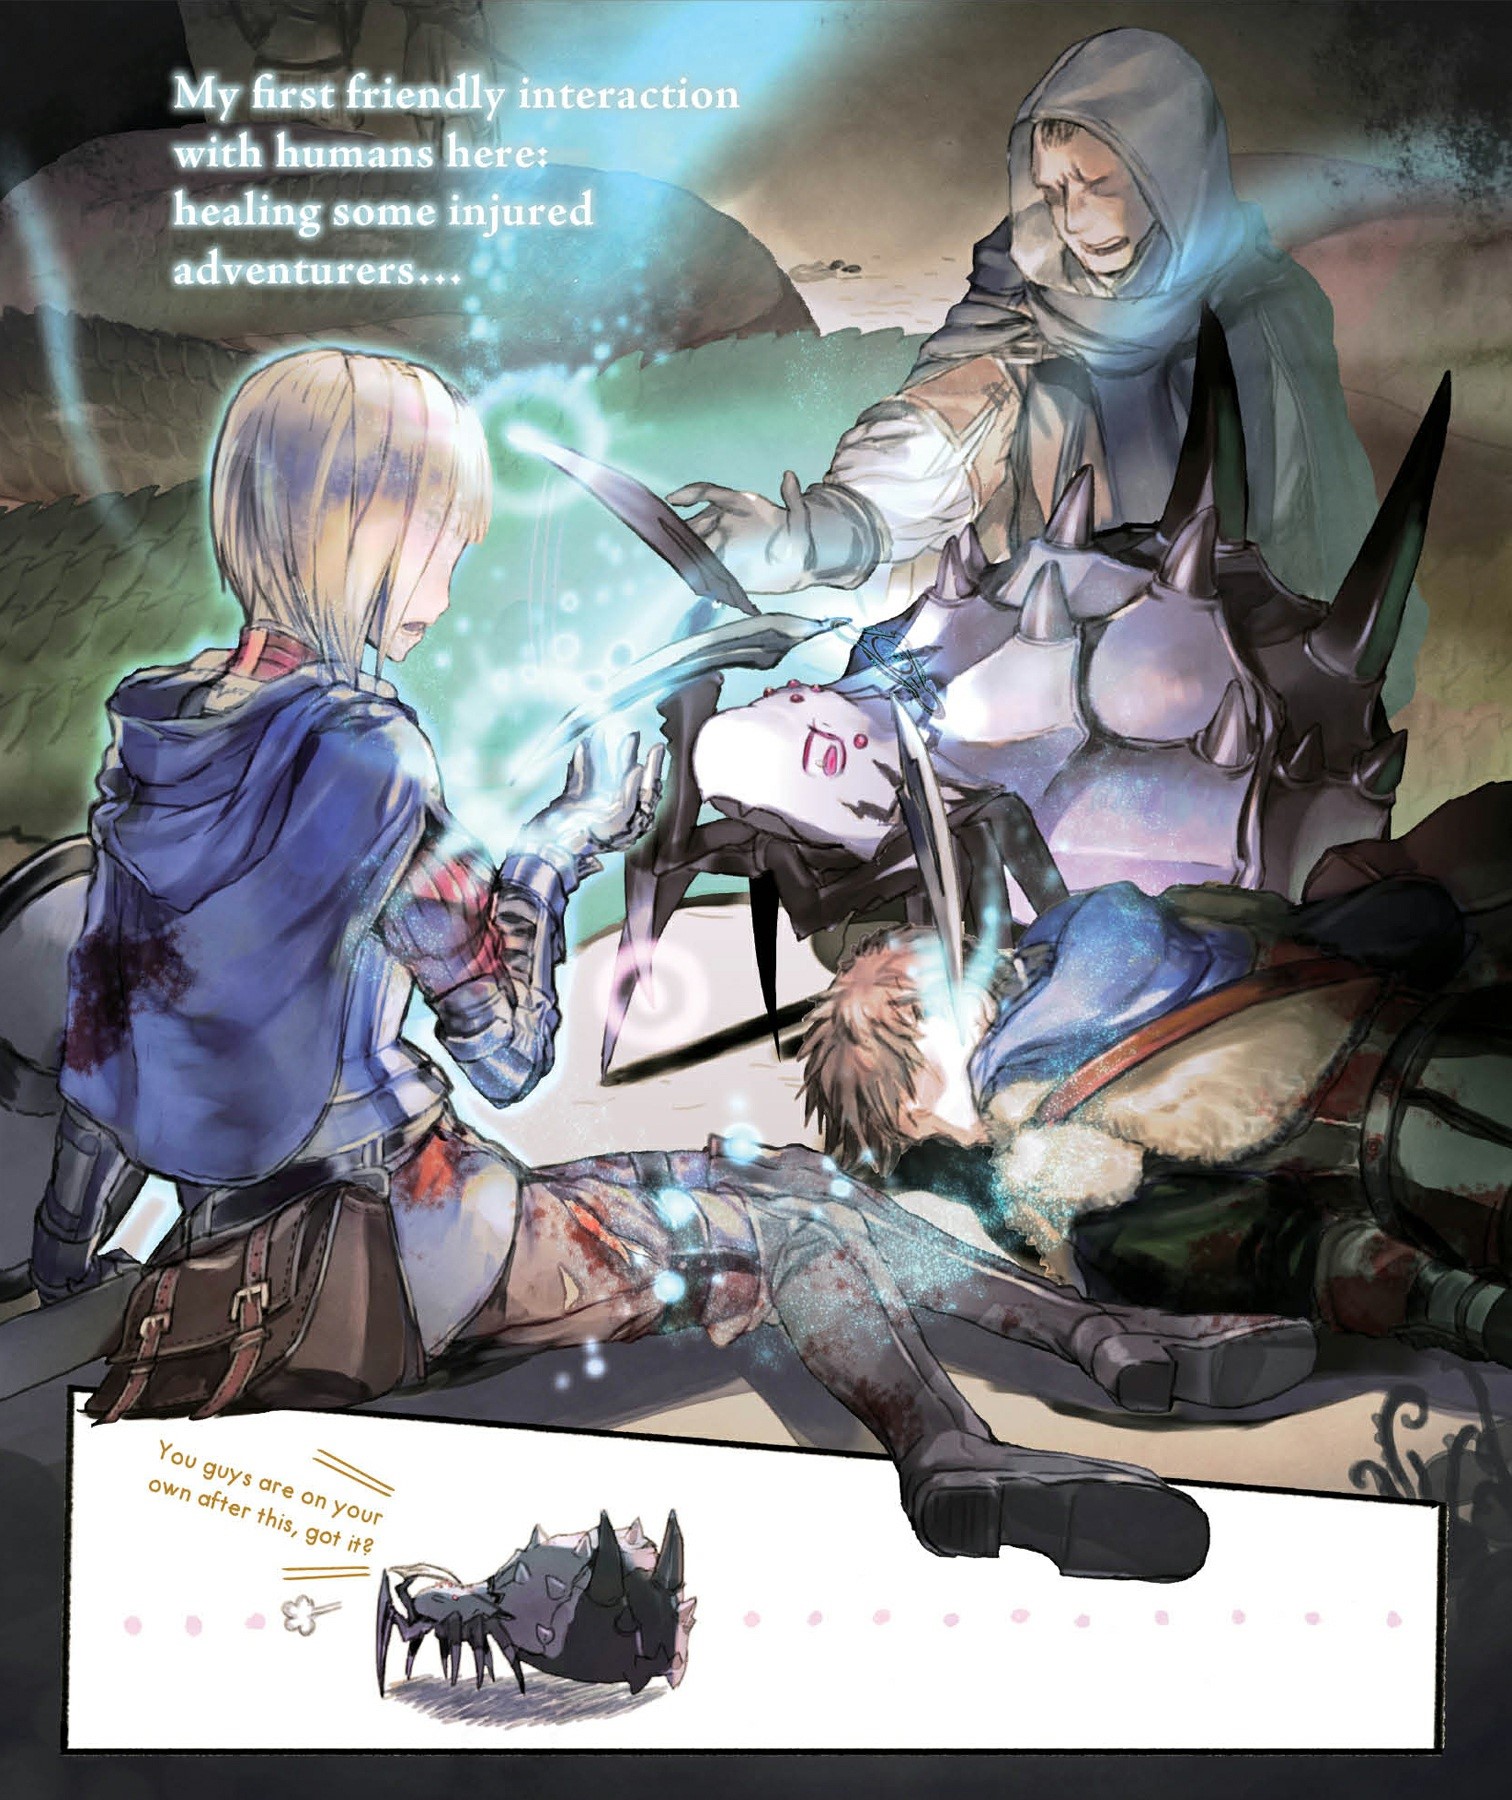 My first friendly interaction
with humans here:
healing some injured
adventurers...
You guys are on your
own after this, got it?